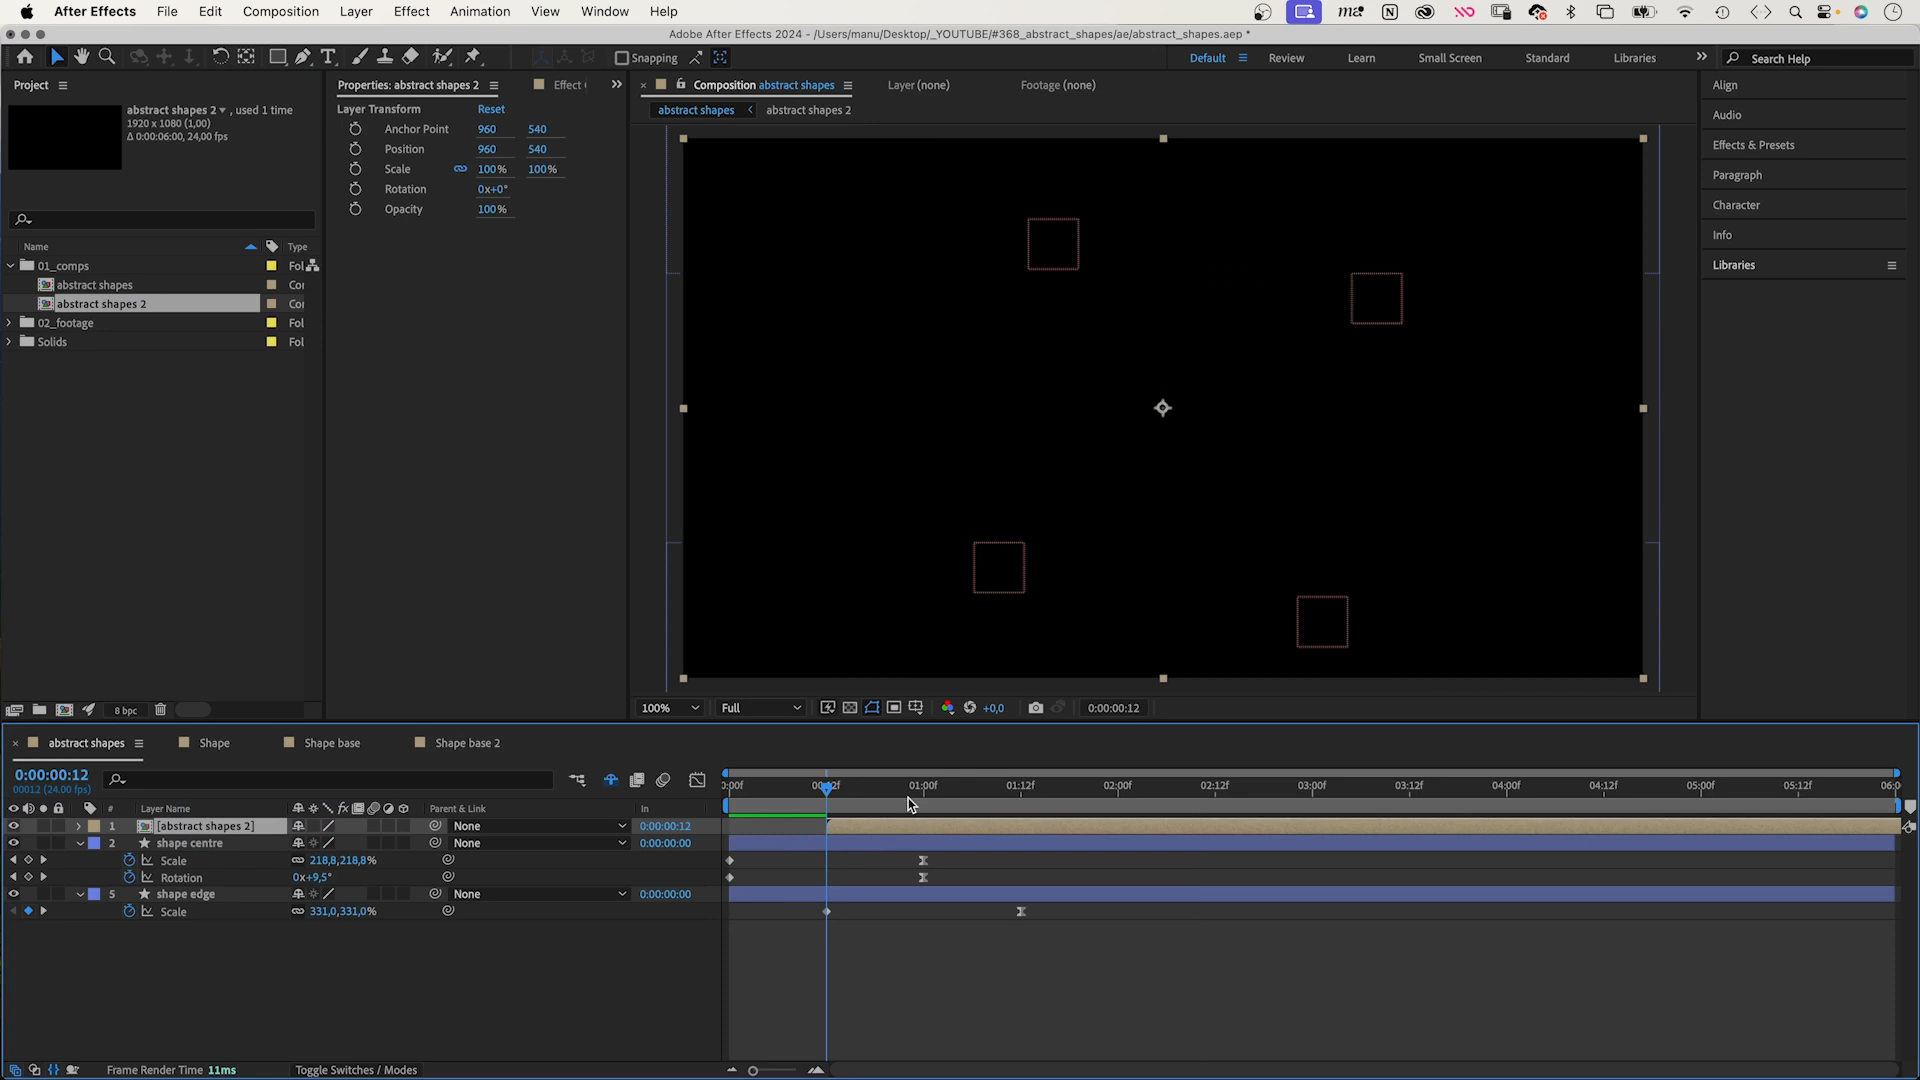 After Effects File Edit Composition Layer Effect Animation View Window Help
Adobe After Effects 2024 - /Users/manu/Desktop/_YOUTUBE/#368_abstract_shapes/ae/abstract_shapes.aep *
Snapping
Default Review Learn Small Screen Standard Libraries Search Help
Project
abstract shapes 2 , used 1 time
1920 x 1080 (1,00)
Δ 0:00:06:00, 24,00 fps
Name Type
01_comps Fol
abstract shapes Co
abstract shapes 2 Co
02_footage Fol
Solids Fol
8 bpc
Properties: abstract shapes 2 Effect
Layer Transform Reset
Anchor Point 960 540
Position 960 540
Scale 100% 100%
Rotation 0x+0°
Opacity 100%
Composition abstract shapes Layer (none) Footage (none)
abstract shapes abstract shapes 2
100% Full +0,0 0:00:00:12
Align
Audio
Effects & Presets
Paragraph
Character
Info
Libraries
abstract shapes Shape Shape base Shape base 2
0:00:00:12
00012 (24.00 fps)
:00f 00:12f 01:00f 01:12f 02:00f 02:12f 03:00f 03:12f 04:00f 04:12f 05:00f 05:12f 06:0
# Layer Name Parent & Link In
1 [abstract shapes 2] None 0:00:00:12
2 shape centre None 0:00:00:00
Scale 218,8,218,8%
Rotation 0x+9,5°
5 shape edge None 0:00:00:00
Scale 331,0,331,0%
Frame Render Time 11ms Toggle Switches / Modes